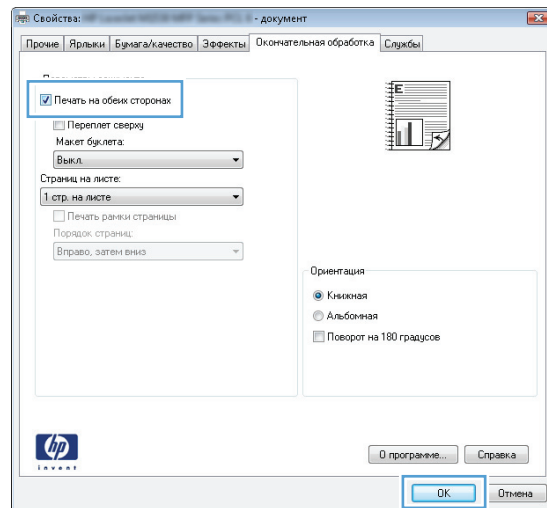 Свойства: - документ
Прочие Ярлыки Бумага/качество Эффекты Окончательная обработка Службы
Печать на обеих сторонах
Переплет сверху
Макет буклета:
Выкл.
Страниц на листе:
1 стр. на листе
Печать рамки страницы
Порядок страниц:
Вправо, затем вниз
E
Ориентация
Книжная
Альбомная
Поворот на 180 градусов
hp
invent
О программе... Справка
OK Отмена